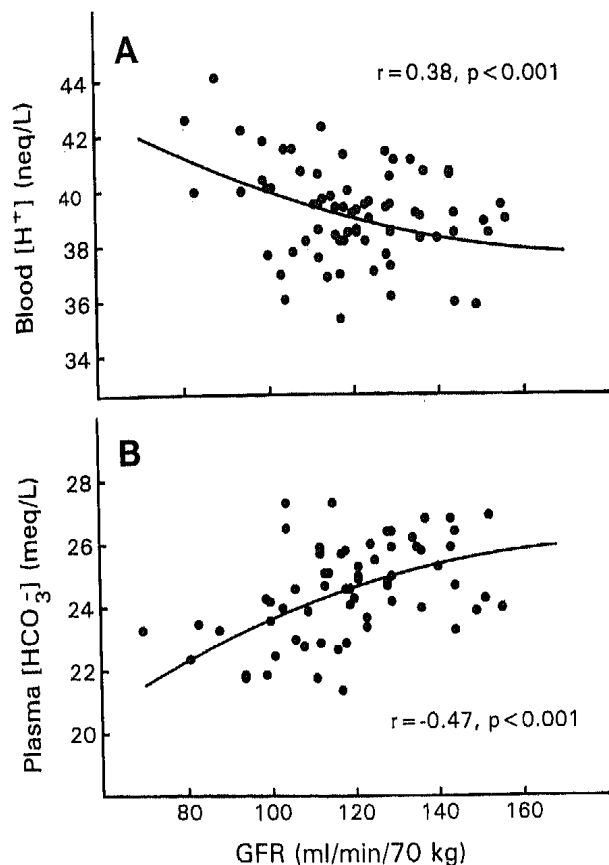 A
r=0.38, p<0.001
44
42
40
38
36
34
Blood [H⁺] (neq/L)
B
28
26
24
22
20
Plasma [HCO₃⁻] (meq/L)
r=-0.47, p<0.001
80 100 120 140 160
GFR (ml/min/70 kg)